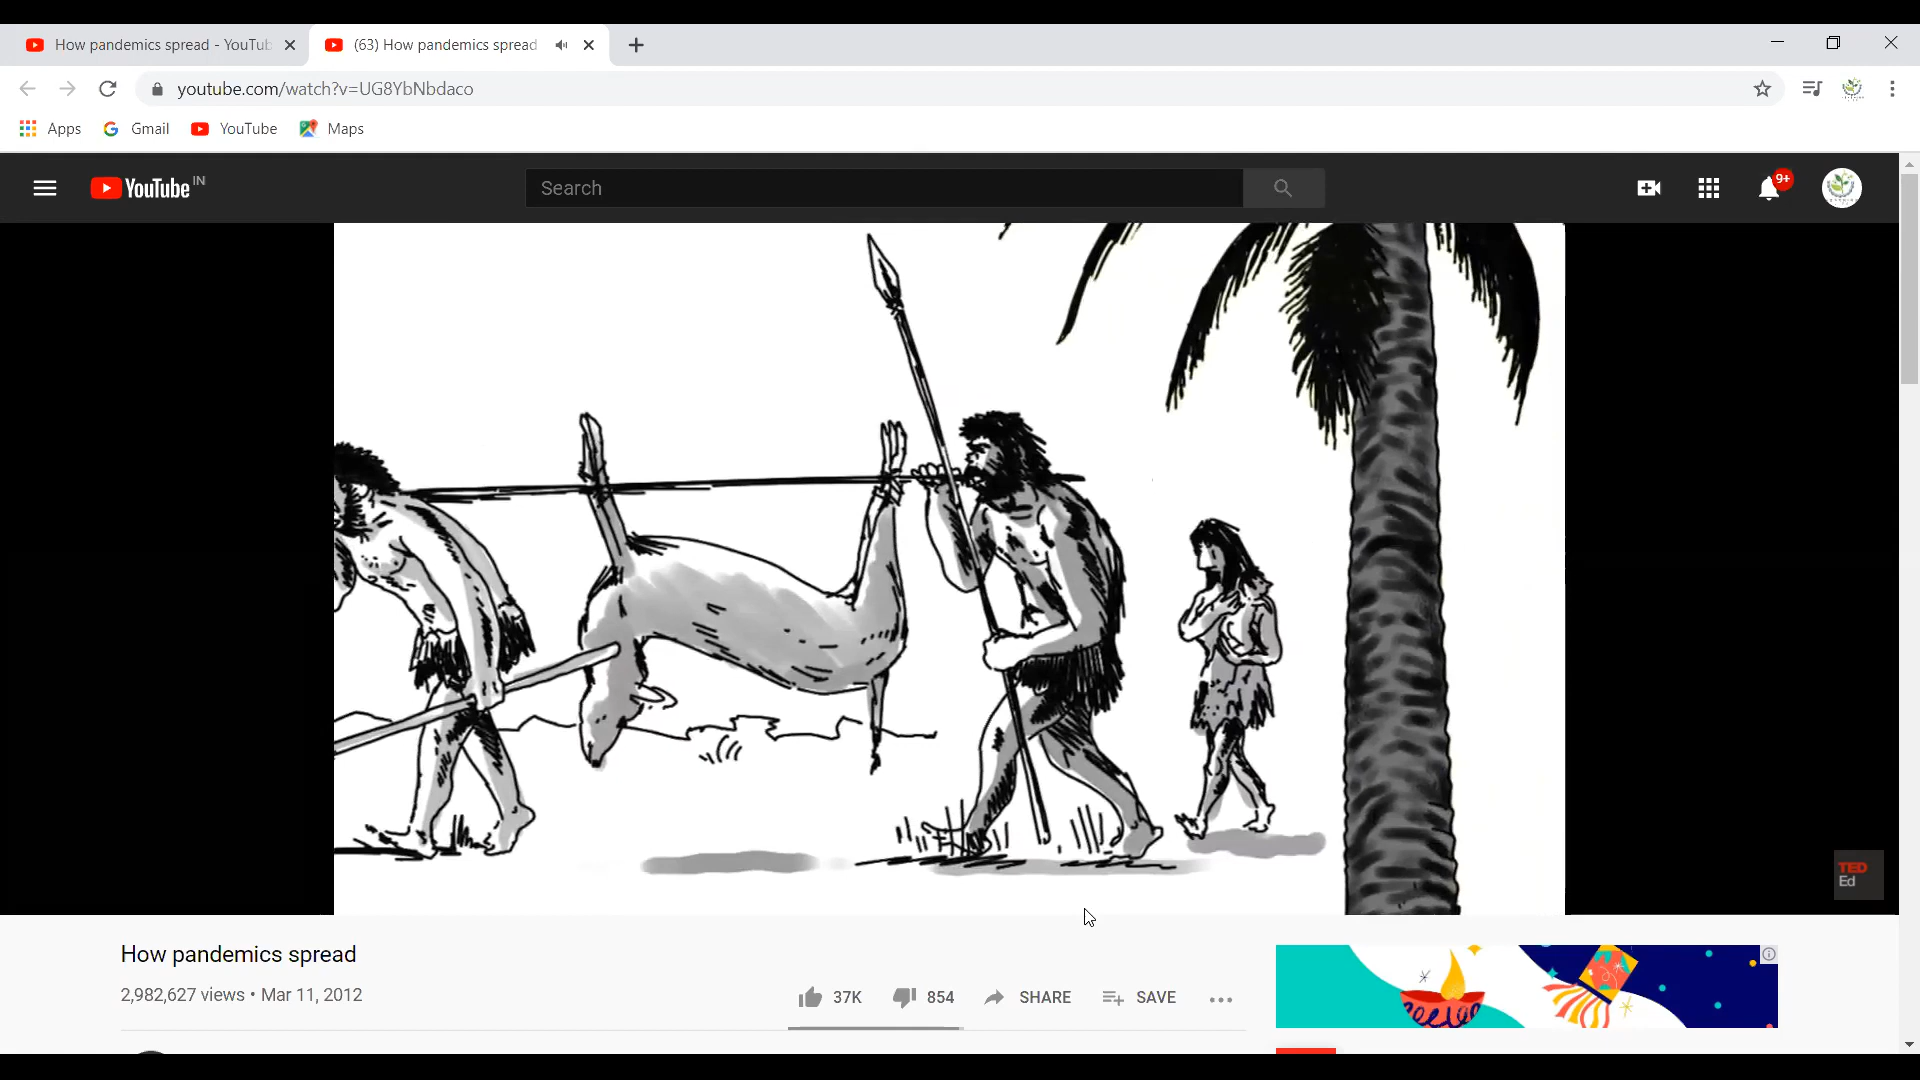 How pandemics spread - YouTub
(63) How pandemics spread
youtube.com/watch?v=UG8YbNbdaco
Apps Gmail YouTube Maps
YouTube IN
Search
9+
TED
Ed
How pandemics spread
2,982,627 views • Mar 11, 2012
37K 854 SHARE SAVE